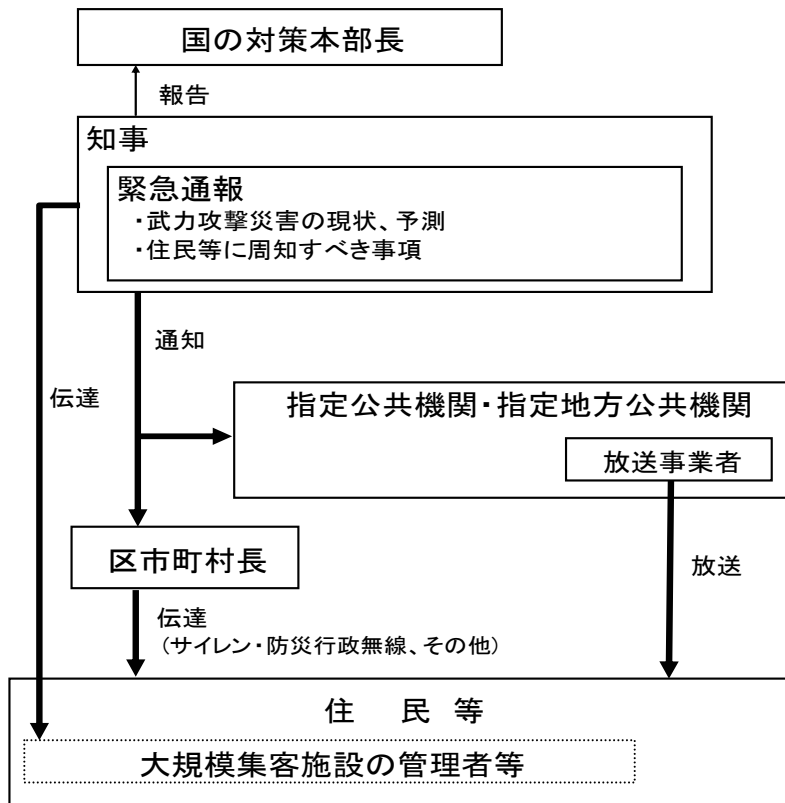 国の対策本部長
報告
知事
緊急通報
・武力攻撃災害の現状、予測
・住民等に周知すべき事項
通知
伝達
指定公共機関・指定地方公共機関
放送事業者
区市町村長
放送
伝達
（サイレン・防災行政無線、その他）
住　民　等
大規模集客施設の管理者等